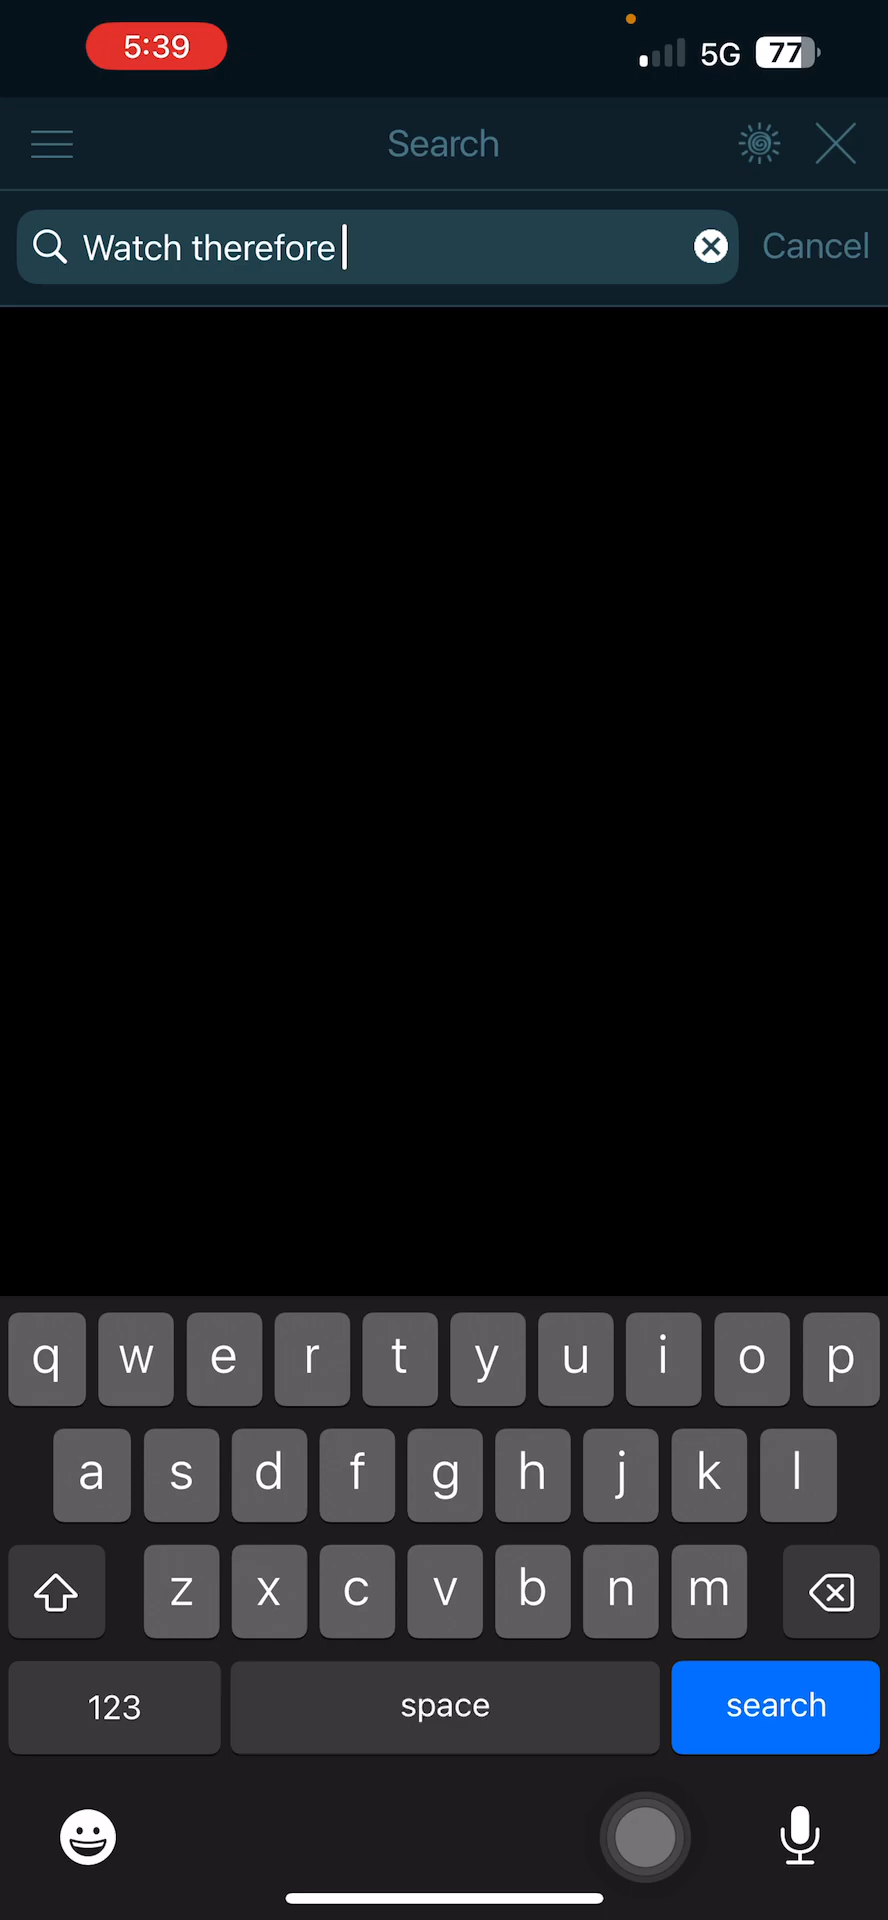 5:39 5G 77
Search
Watch therefore Cancel
q w e r t y u i o p
a s d f g h j k l
z x c v b n m
123 space search